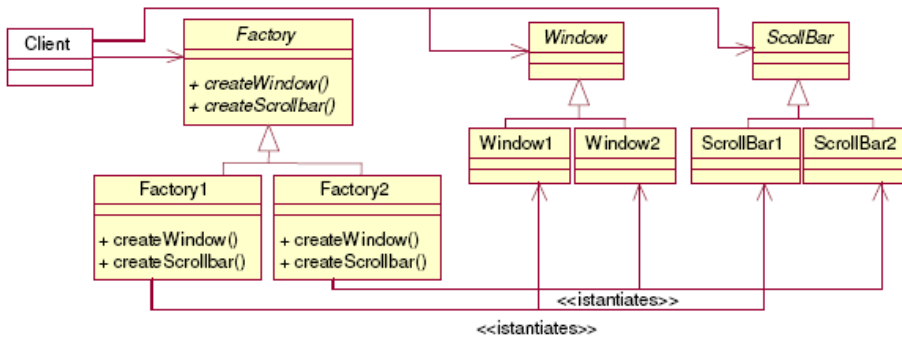 Client
Factory
+ createWindow()
+ createScrollbar()
Window
ScollBar
Window1
Window2
ScrollBar1
ScrollBar2
Factory1
+ createWindow()
+ createScrollbar()
Factory2
+ createWindow()
+ createScrollbar()
<<istantiates>>
<<istantiates>>